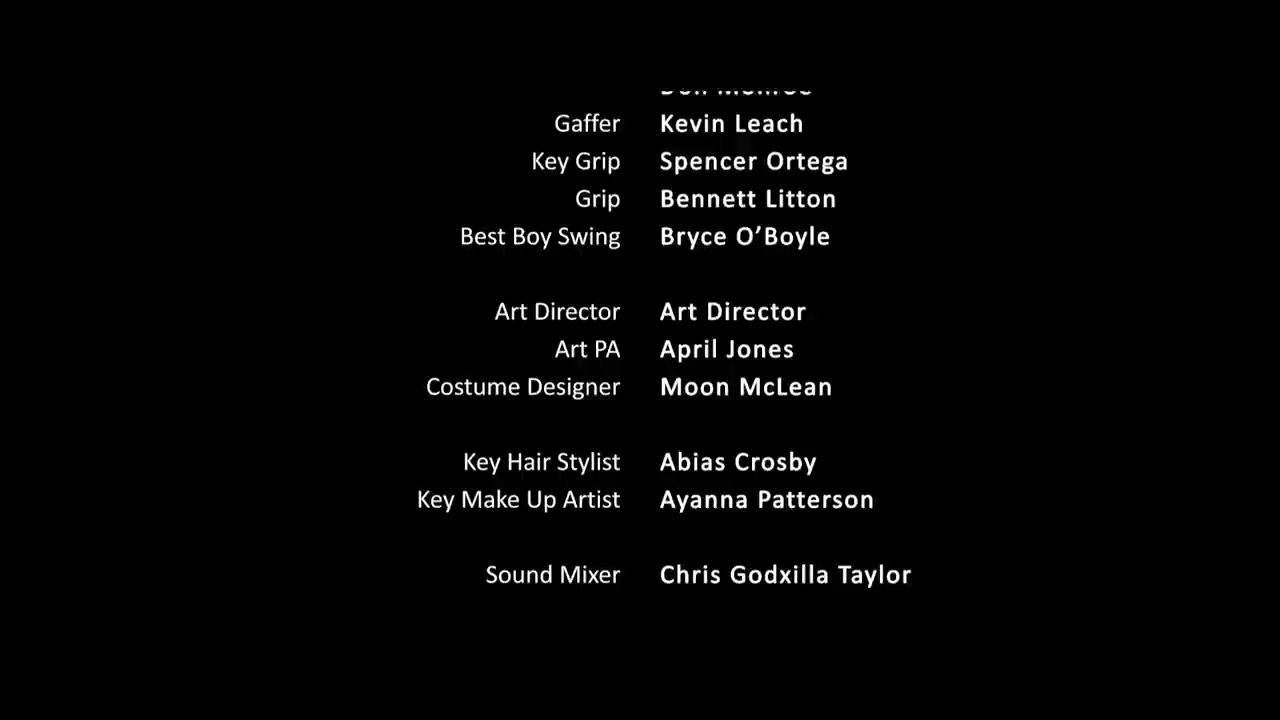 Gaffer Kevin Leach
Key Grip Spencer Ortega
Grip Bennett Litton
Best Boy Swing Bryce O’Boyle
Art Director Art Director
Art PA April Jones
Costume Designer Moon McLean
Key Hair Stylist Abias Crosby
Key Make Up Artist Ayanna Patterson
Sound Mixer Chris Godxilla Taylor